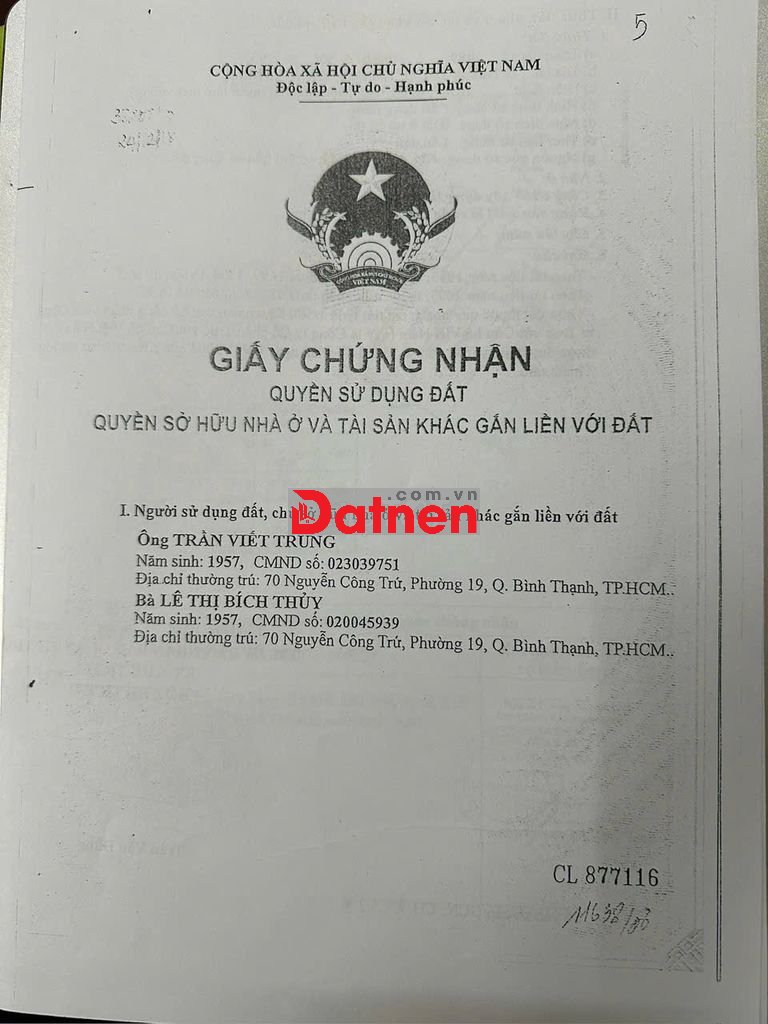 5
CỘNG HÒA XÃ HỘI CHỦ NGHĨA VIỆT NAM
Độc lập - Tự do - Hạnh phúc
VIỆT NAM
GIẤY CHỨNG NHẬN
QUYỀN SỬ DỤNG ĐẤT
QUYỀN SỞ HỮU NHÀ Ở VÀ TÀI SẢN KHÁC GẮN LIỀN VỚI ĐẤT
.com.vn
Datnen
I. Người sử dụng đất, khác gắn liền với đất
Ông TRẦN VIẾT TRUNG
Năm sinh: 1957, CMND số: 023039751
Địa chỉ thường trú: 70 Nguyễn Công Trứ, Phường 19, Q. Bình Thạnh, TP.HCM..
Bà LÊ THỊ BÍCH THỦY
Năm sinh: 1957, CMND số: 020045939
Địa chỉ thường trú: 70 Nguyễn Công Trứ, Phường 19, Q. Bình Thạnh, TP.HCM..
CL 877116